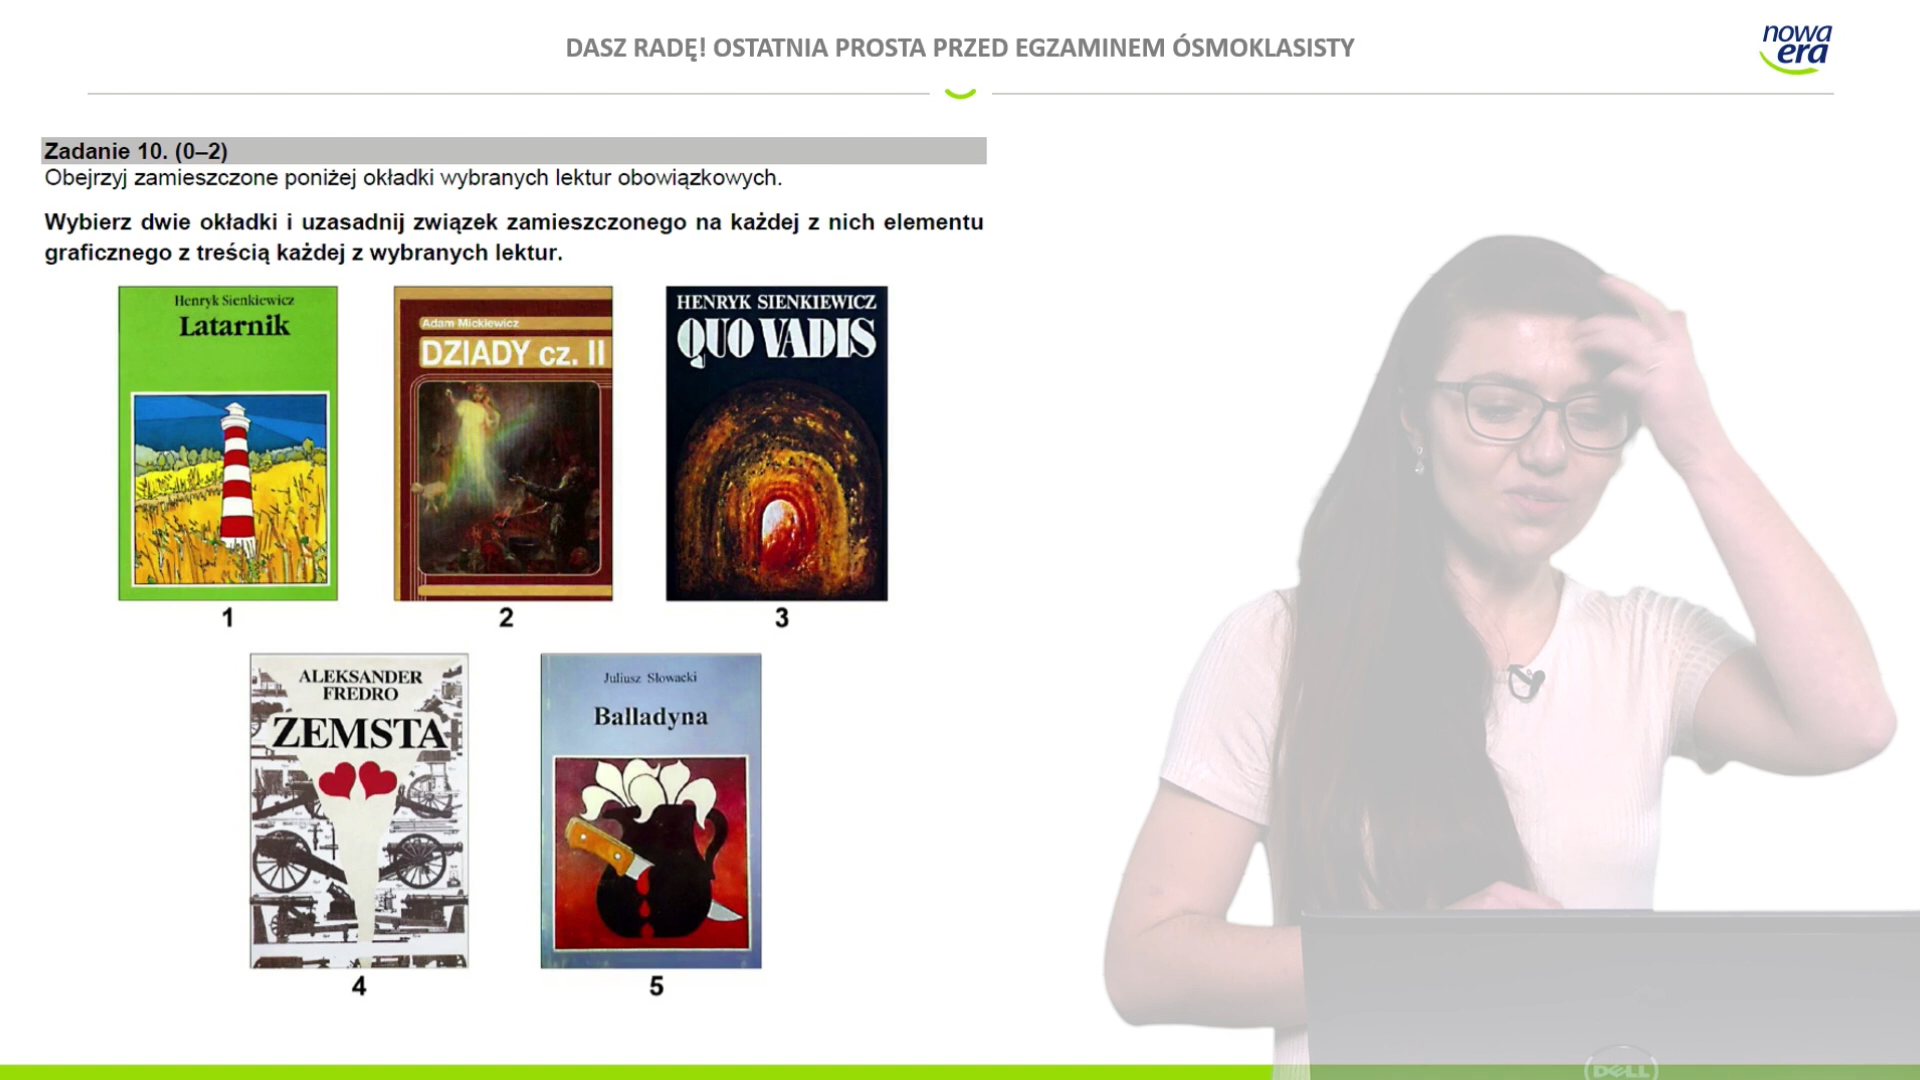 DASZ RADĘ! OSTATNIA PROSTA PRZED EGZAMINEM ÓSMOKLASISTY
nowa
era
Zadanie 10. (0–2)
Obejrzyj zamieszczone poniżej okładki wybranych lektur obowiązkowych.
Wybierz dwie okładki i uzasadnij związek zamieszczonego na każdej z nich elementu
graficznego z treścią każdej z wybranych lektur.
Henryk Sienkiewicz
Latarnik
1
Adam Mickiewicz
DZIADY cz. II
2
HENRYK SIENKIEWICZ
QUO VADIS
3
ALEKSANDER
FREDRO
ZEMSTA
4
Juliusz Słowacki
Balladyna
5
DELL